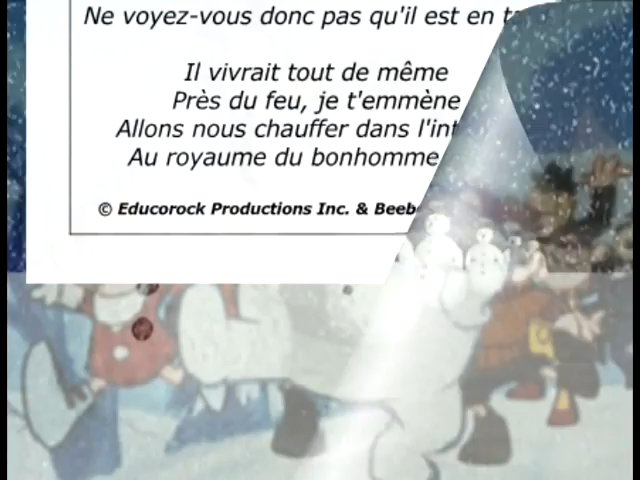 Ne voyez-vous donc pas qu'il est en
Il vivrait tout de même
Près du feu, je t'emmène
Allons nous chauffer dans
Au royaume du bonhomme
© Educorock Productions Inc. &